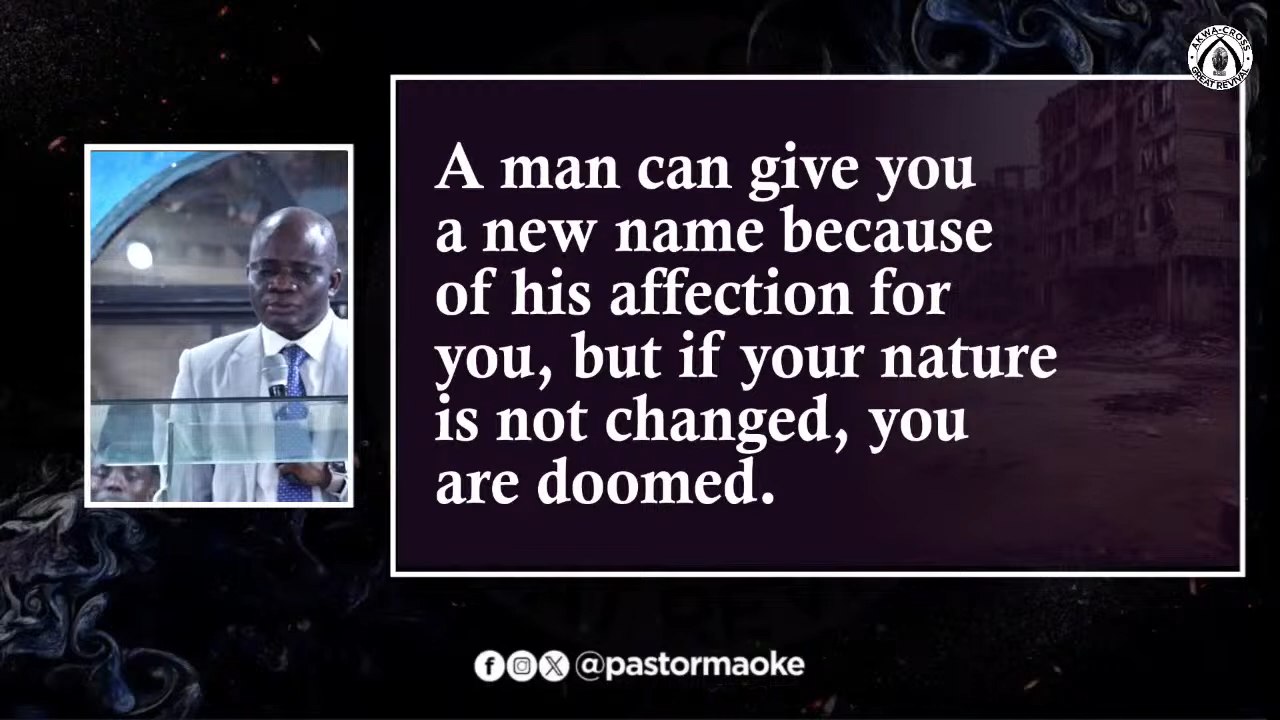 AKWA-CROSS
GREAT REVIVAL
A man can give you
a new name because
of his affection for
you, but if your nature
is not changed, you
are doomed.
@pastormaoke